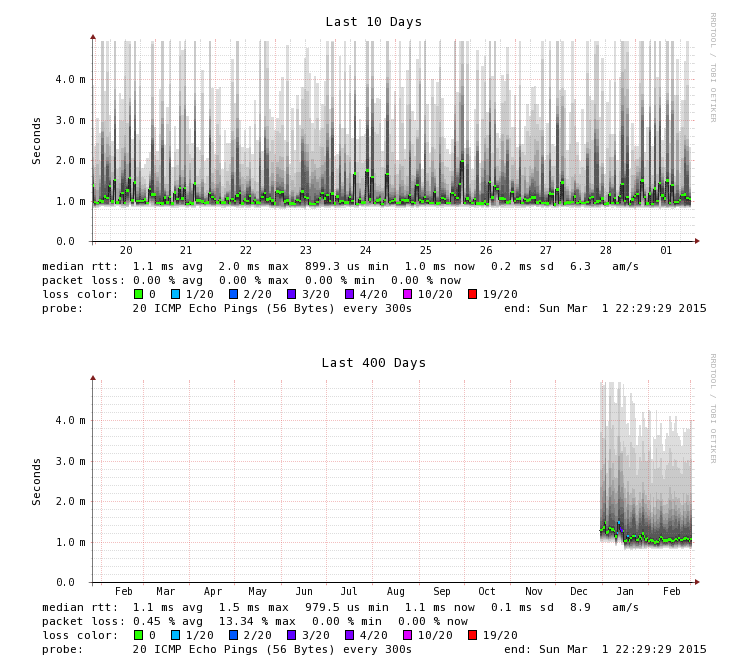 Last 10 Days
RRDTOOL / TOBI OETIKER
Seconds
4.0 m
3.0 m
2.0 m
1.0 m
0.0
20 21 22 23 24 25 26 27 28 01
median rtt: 1.1 ms avg 2.0 ms max 899.3 us min 1.0 ms now 0.2 ms sd 6.3 am/s
packet loss: 0.00 % avg 0.00 % max 0.00 % min 0.00 % now
loss color: 0 1/20 2/20 3/20 4/20 10/20 19/20
probe: 20 ICMP Echo Pings (56 Bytes) every 300s end: Sun Mar 1 22:29:29 2015
Last 400 Days
RRDTOOL / TOBI OETIKER
Seconds
4.0 m
3.0 m
2.0 m
1.0 m
0.0
Feb Mar Apr May Jun Jul Aug Sep Oct Nov Dec Jan Feb
median rtt: 1.1 ms avg 1.5 ms max 979.5 us min 1.1 ms now 0.1 ms sd 8.9 am/s
packet loss: 0.45 % avg 13.34 % max 0.00 % min 0.00 % now
loss color: 0 1/20 2/20 3/20 4/20 10/20 19/20
probe: 20 ICMP Echo Pings (56 Bytes) every 300s end: Sun Mar 1 22:29:29 2015